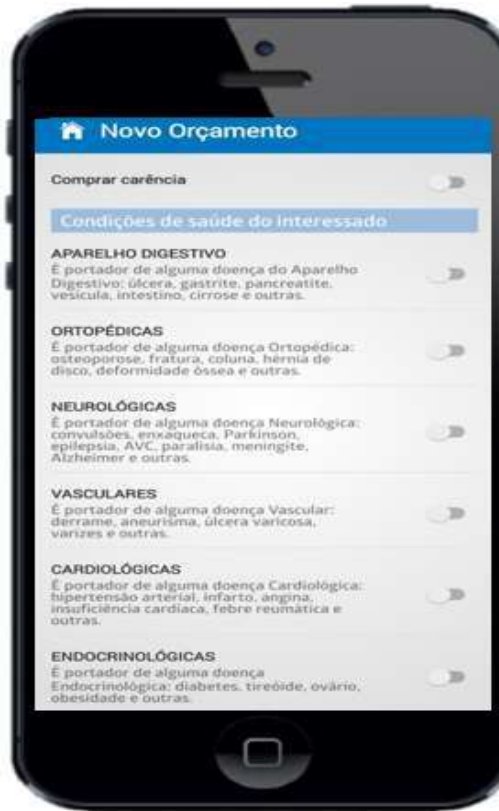 Novo Orçamento
Comprar carência
Condições de saúde do interessado
APARELHO DIGESTIVO
É portador de alguma doença do Aparelho
Digestivo: úlcera, gastrite, pancreatite,
vesícula, intestino, cirrose e outras.
ORTOPÉDICAS
É portador de alguma doença Ortopédica:
osteoporose, fratura, coluna, hérnia de
disco, deformidade óssea e outras.
NEUROLÓGICAS
É portador de alguma doença Neurológica:
convulsões, enxaqueca, Parkinson,
epilepsia, AVC, paralisia, meningite,
Alzheimer e outras.
VASCULARES
É portador de alguma doença Vascular:
derrame, aneurisma, úlcera varicosa,
varizes e outras.
CARDIOLÓGICAS
É portador de alguma doença Cardiológica:
hipertensão arterial, infarto, angina,
insuficiência cardíaca, febre reumática e
outras.
ENDOCRINOLÓGICAS
É portador de alguma doença
Endocrinológica: diabetes, tireóide, ovário,
obesidade e outras.